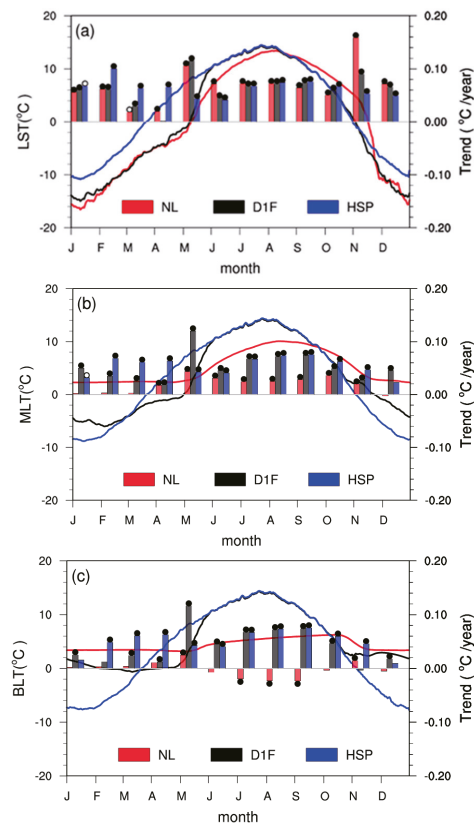 (a)
20
10
0
-10
-20
LST(°C)
0.20
0.10
0.00
-0.10
-0.20
Trend ( °C /year)
NL D1F HSP
J F M A M J J A S O N D
month
(b)
20
10
0
-10
20
MLT(°C)
0.20
0.10
0.00
-0.10
-0.20
Trend ( °C /year)
NL D1F HSP
J F M A M J J A S O N D
month
(c)
20
10
0
-10
20
BLT(°C)
0.20
0.10
0.00
-0.10
-0.20
Trend ( °C /year)
NL D1F HSP
J F M A M J J A S O N D
month